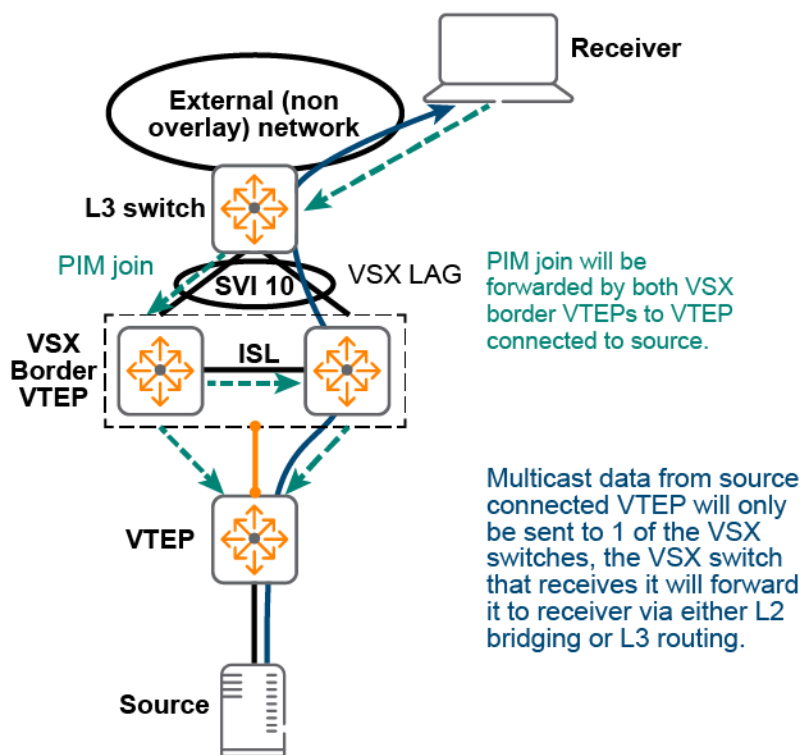 Receiver
External (non
overlay) network
L3 switch
PIM join
SVI 10
VSX LAG
PIM join will be
forwarded by both VSX
border VTEPs to VTEP
connected to source.
VSX
Border
VTEP
ISL
VTEP
Multicast data from source
connected VTEP will only
be sent to 1 of the VSX
switches, the VSX switch
that receives it will forward
it to receiver via either L2
bridging or L3 routing.
Source